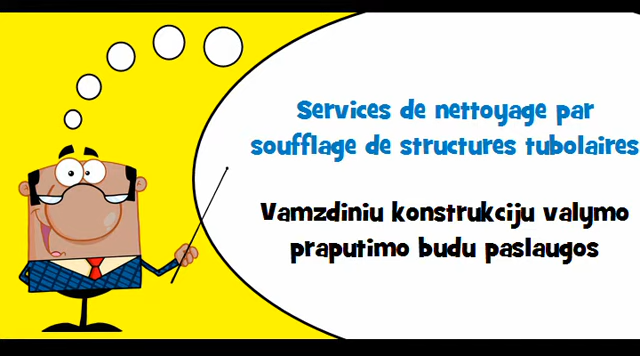 Services de nettoyage par
soufflage de structures tubolaires
Vamzdiniu konstrukciju valymo
praputimo budu paslaugos